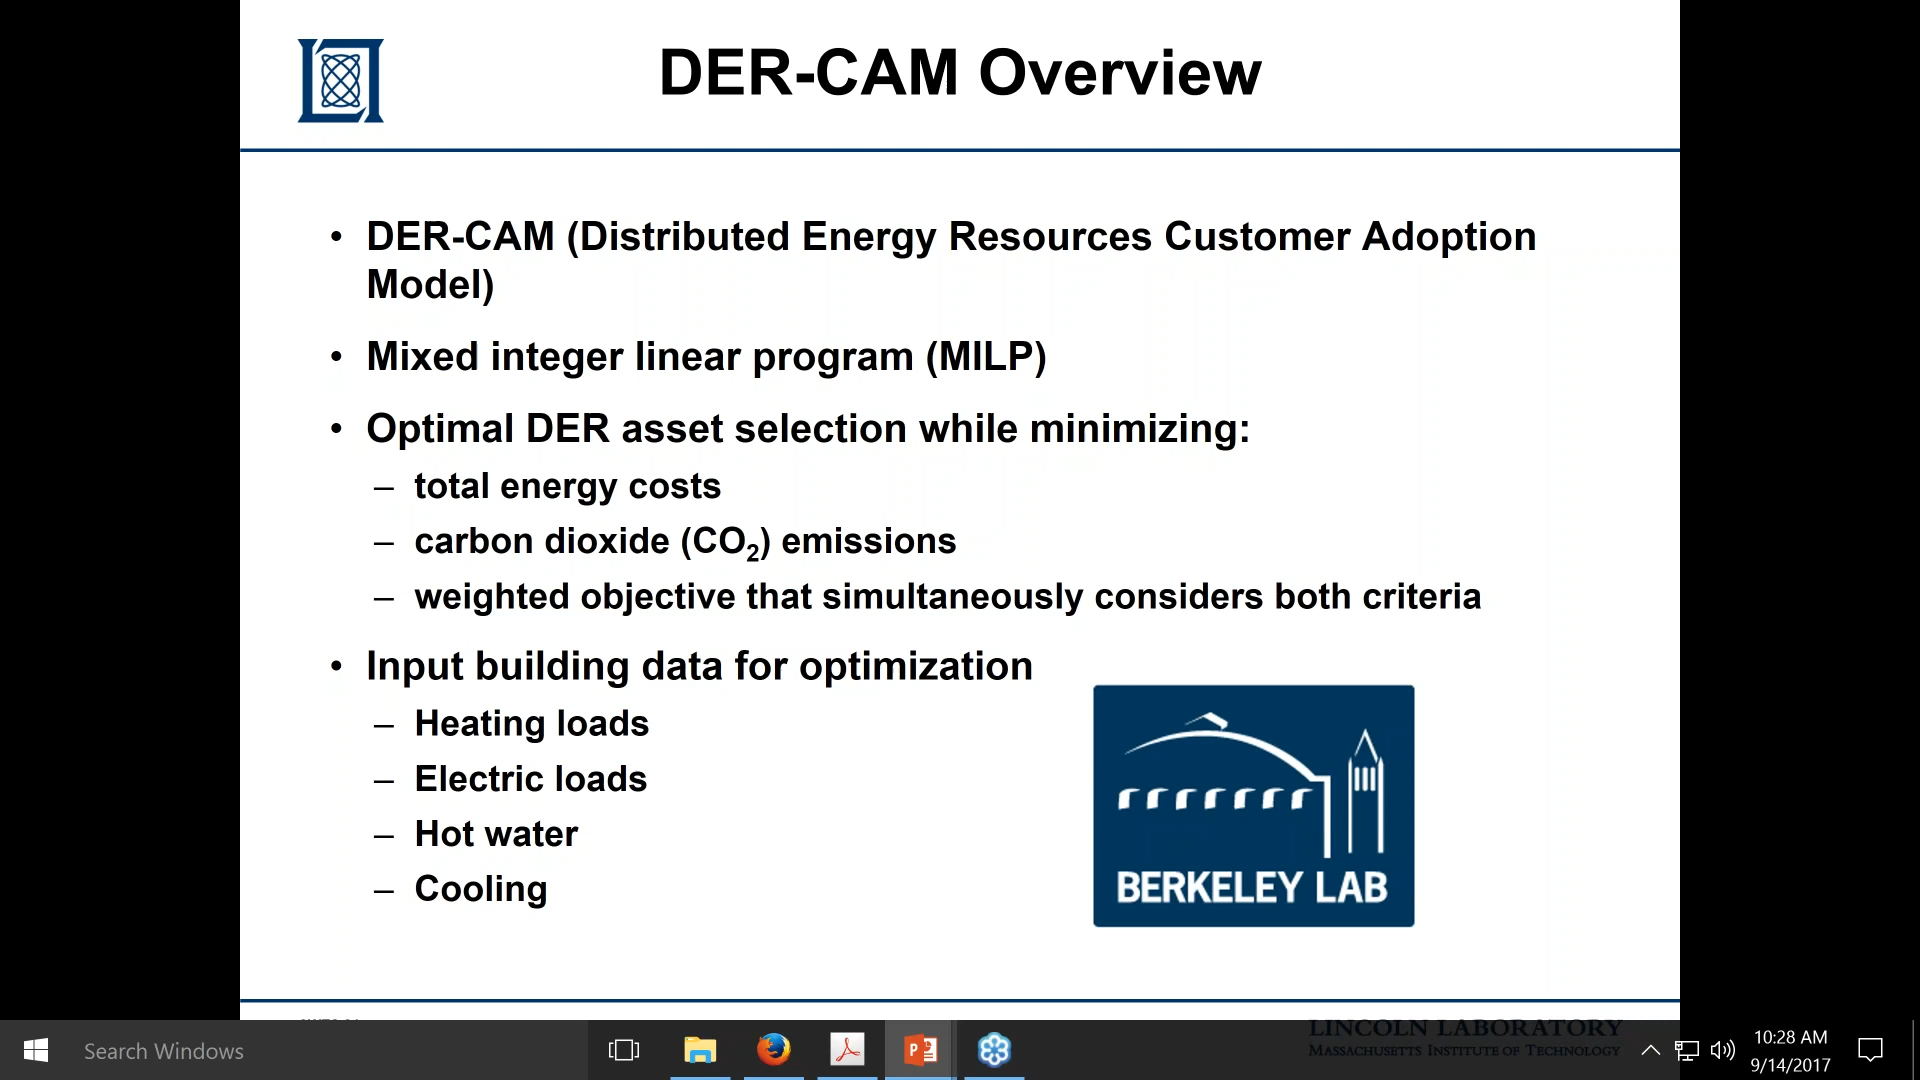 DER-CAM Overview
• DER-CAM (Distributed Energy Resources Customer Adoption
Model)
• Mixed integer linear program (MILP)
• Optimal DER asset selection while minimizing:
– total energy costs
– carbon dioxide (CO₂) emissions
– weighted objective that simultaneously considers both criteria
• Input building data for optimization
– Heating loads
– Electric loads
– Hot water
– Cooling
BERKELEY LAB
LINCOLN LABORATORY
MASSACHUSETTS INSTITUTE OF TECHNOLOGY
Search Windows
10:28 AM
9/14/2017